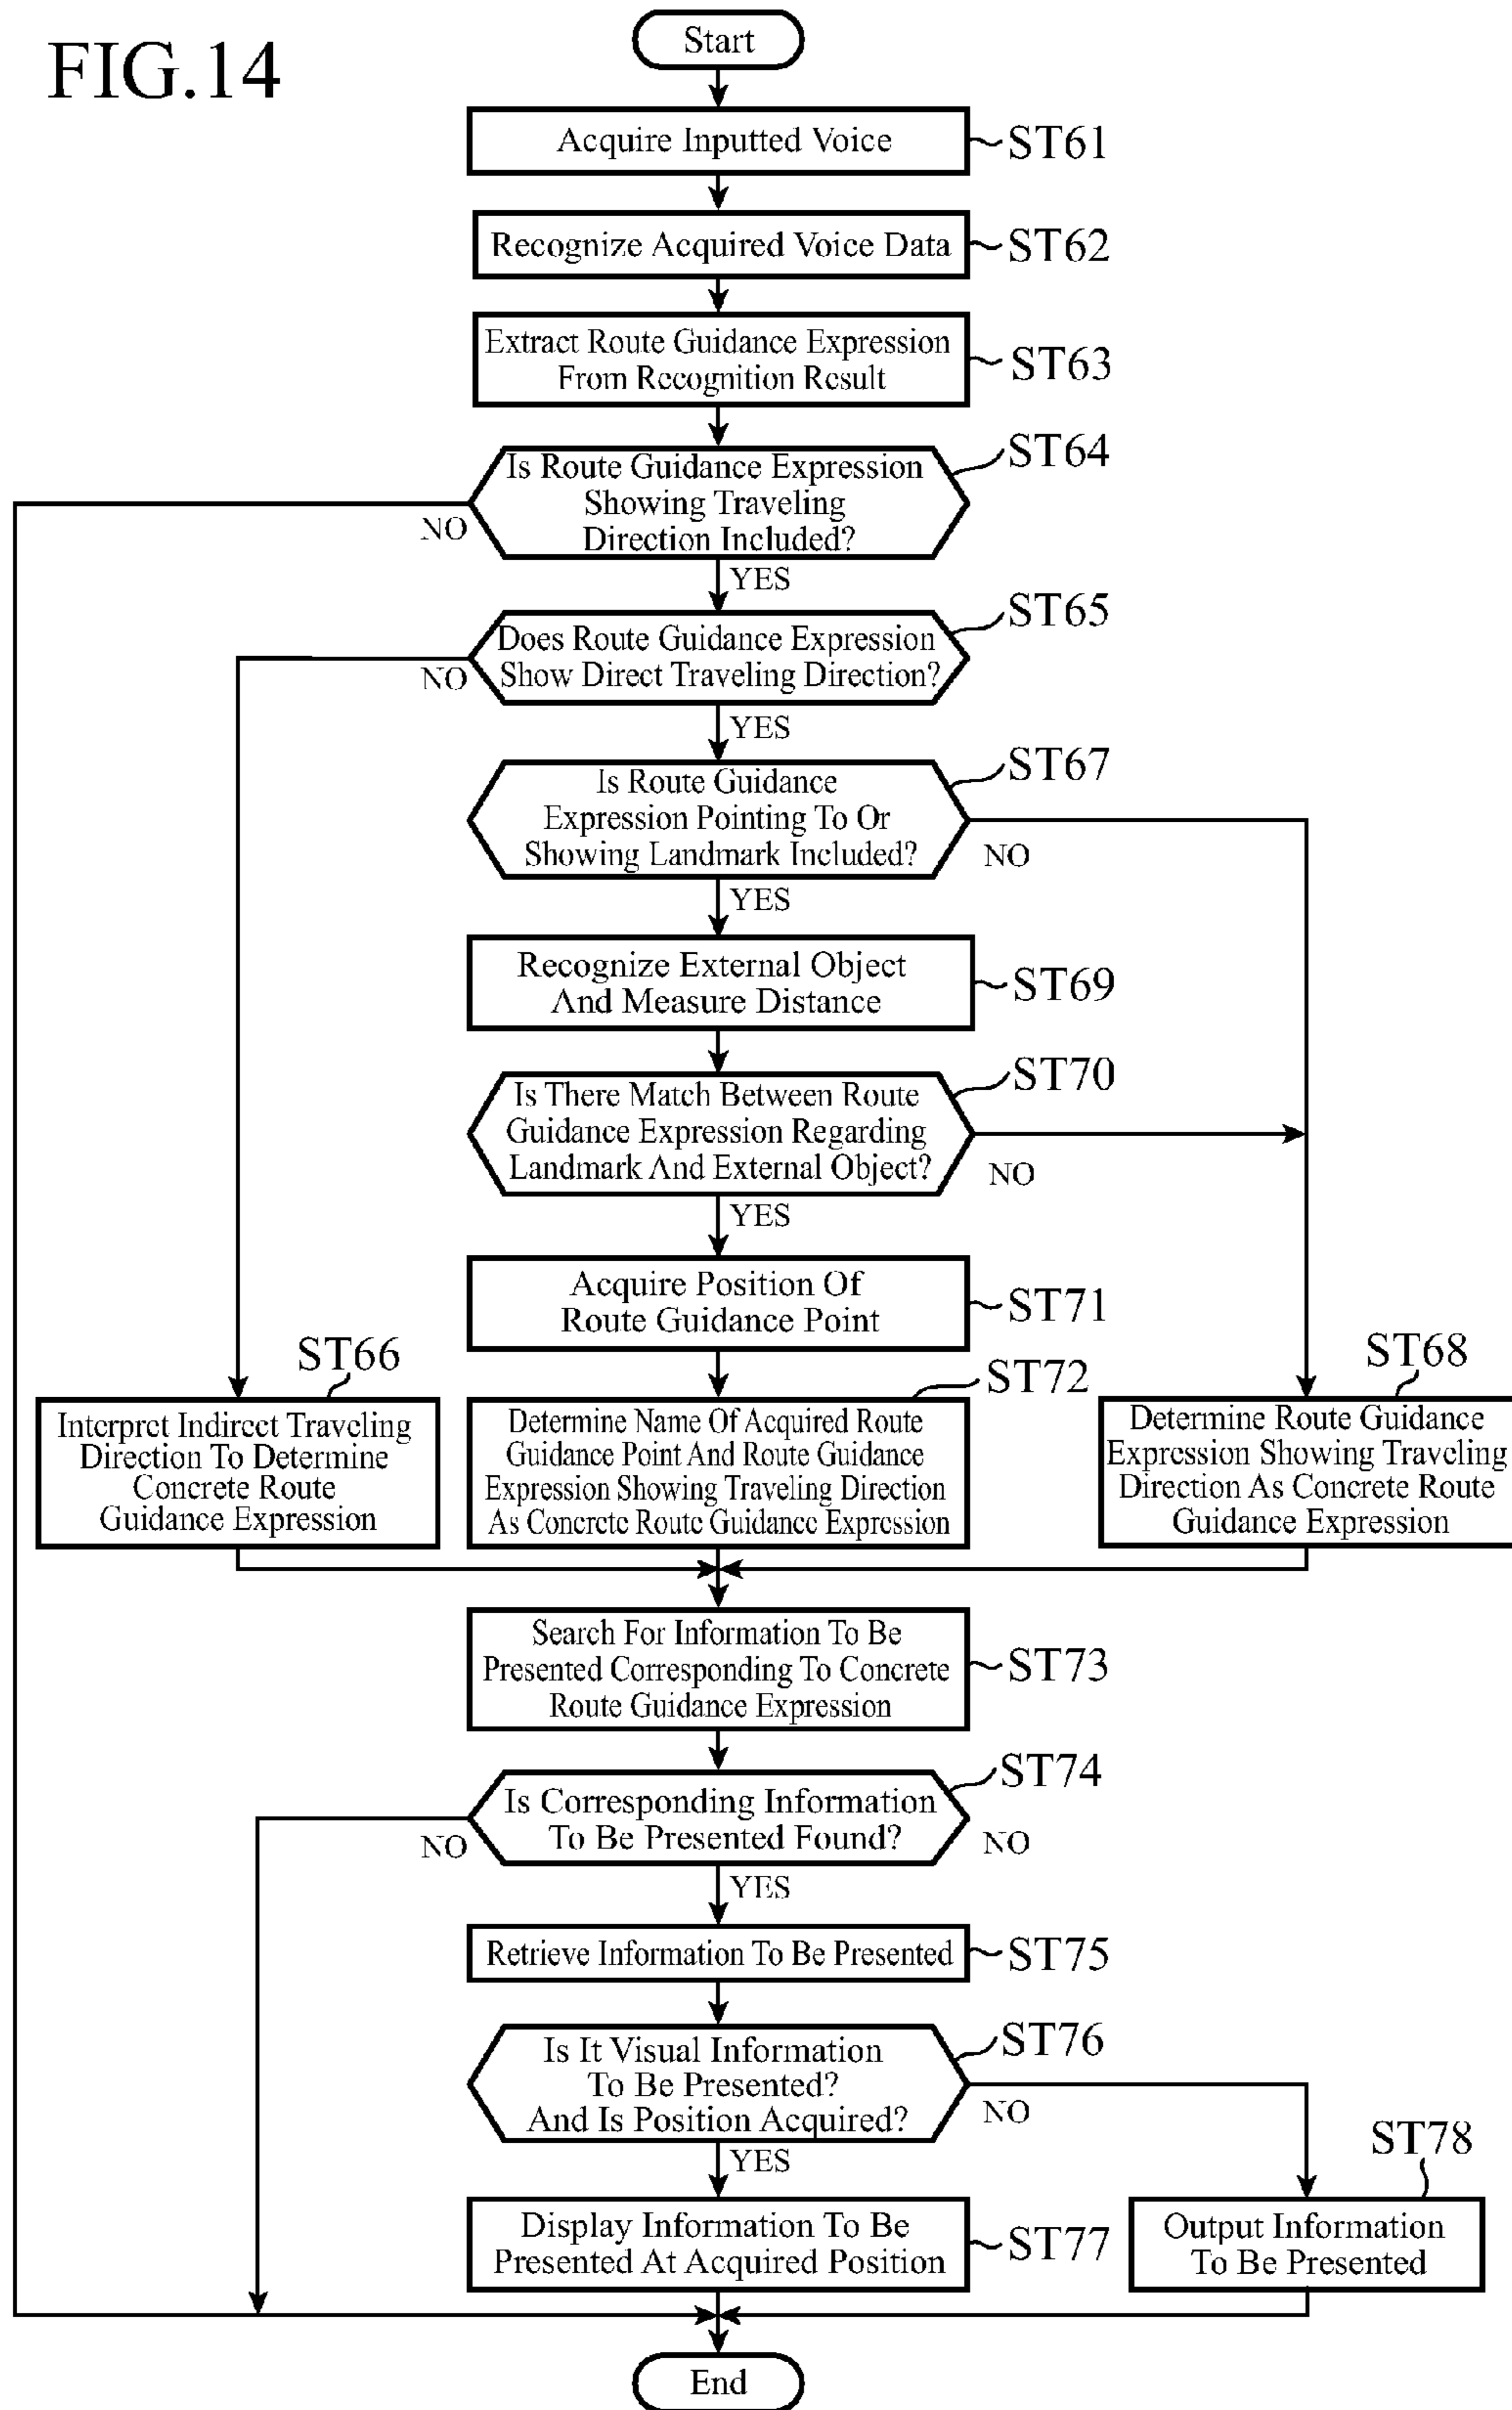 FIG.14
Start
Acquire Inputted Voice
ST61
Recognize Acquired Voice Data
ST62
Extract Route Guidance Expression
From Recognition Result
ST63
Is Route Guidance Expression
Showing Traveling
Direction Included?
ST64
NO
YES
Does Route Guidance Expression
Show Direct Traveling Direction?
ST65
NO
YES
Is Route Guidance
Expression Pointing To Or
Showing Landmark Included?
ST67
NO
YES
Recognize External Object
And Measure Distance
ST69
Is There Match Between Route
Guidance Expression Regarding
Landmark And External Object?
ST70
NO
YES
Acquire Position Of
Route Guidance Point
ST71
ST66
Interpret Indirect Traveling
Direction To Determine
Concrete Route
Guidance Expression
ST72
Determine Name Of Acquired Route
Guidance Point And Route Guidance
Expression Showing Traveling Direction
As Concrete Route Guidance Expression
ST68
Determine Route Guidance
Expression Showing Traveling
Direction As Concrete Route
Guidance Expression
Search For Information To Be
Presented Corresponding To Concrete
Route Guidance Expression
ST73
Is Corresponding Information
To Be Presented Found?
ST74
NO
NO
YES
Retrieve Information To Be Presented
ST75
Is It Visual Information
To Be Presented?
And Is Position Acquired?
ST76
NO
YES
Display Information To Be
Presented At Acquired Position
ST77
ST78
Output Information
To Be Presented
End